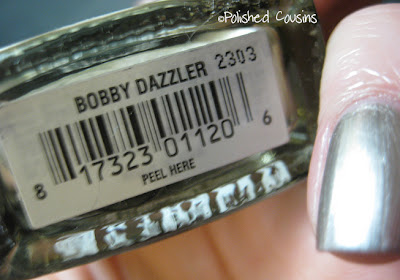 ©Polished Cousins
BOBBY DAZZLER 2303
8 17323 01120 6
PEEL HERE